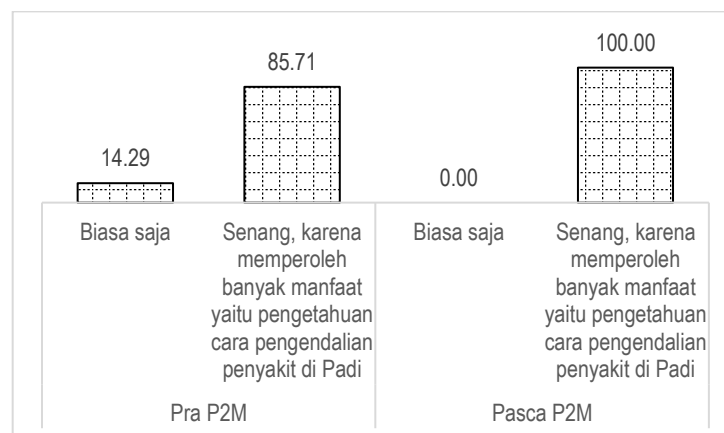 100.00
85.71
14.29
0.00
Biasa saja
Senang, karena
memperoleh
banyak manfaat
yaitu pengetahuan
cara pengendalian
penyakit di Padi
Biasa saja
Senang, karena
memperoleh
banyak manfaat
yaitu pengetahuan
cara pengendalian
penyakit di Padi
Pra P2M
Pasca P2M